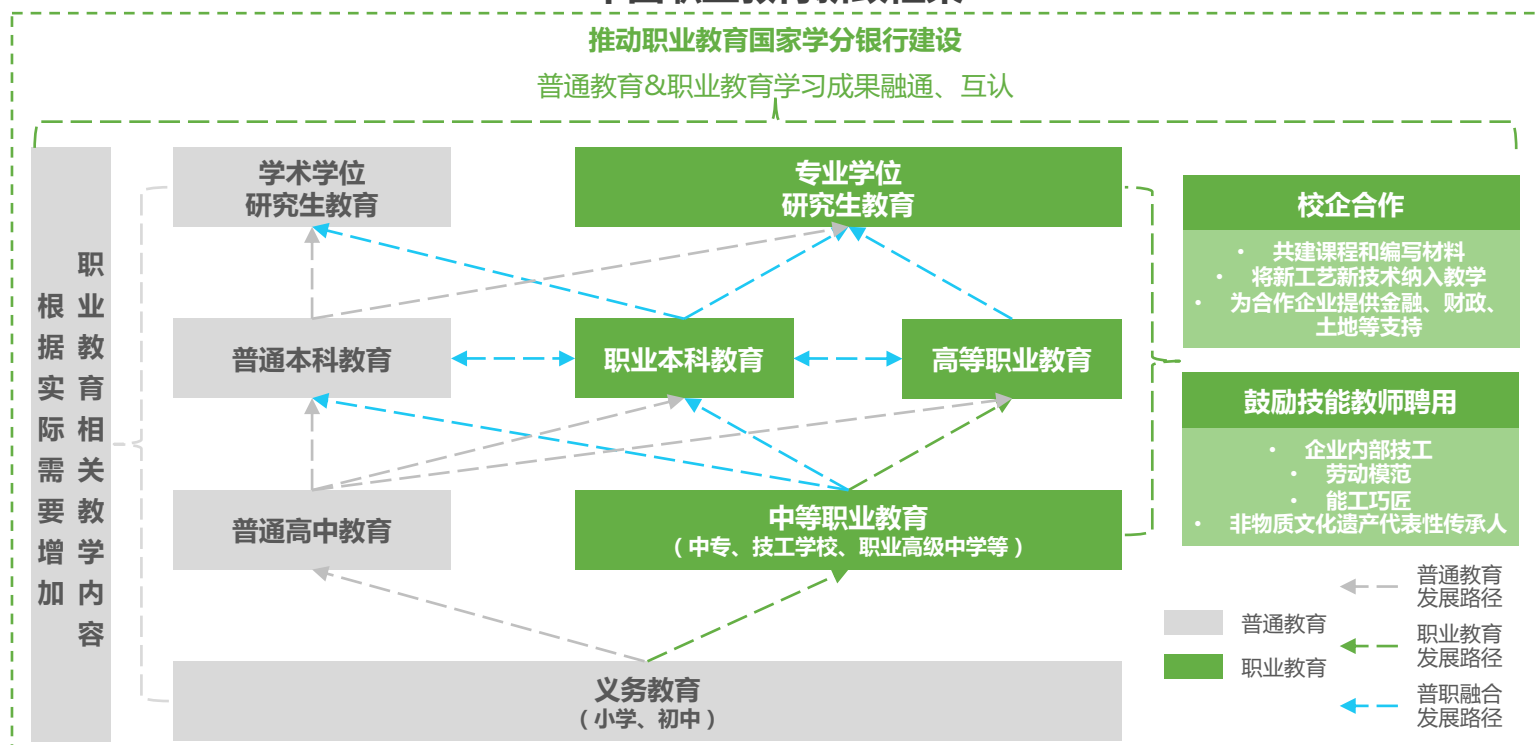 推动职业教育国家学分银行建设
普通教育&职业教育学习成果融通、互认
根据实际需要增加
职业教育相关教学内容
学术学位
研究生教育
专业学位
研究生教育
普通本科教育
职业本科教育
高等职业教育
普通高中教育
中等职业教育
（中专、技工学校、职业高级中学等）
义务教育
（小学、初中）
校企合作
• 共建课程和编写材料
• 将新工艺新技术纳入教学
• 为合作企业提供金融、财政、
土地等支持
鼓励技能教师聘用
• 企业内部技工
• 劳动模范
• 能工巧匠
• 非物质文化遗产代表性传承人
普通教育
职业教育
普通教育
发展路径
职业教育
发展路径
普职融合
发展路径